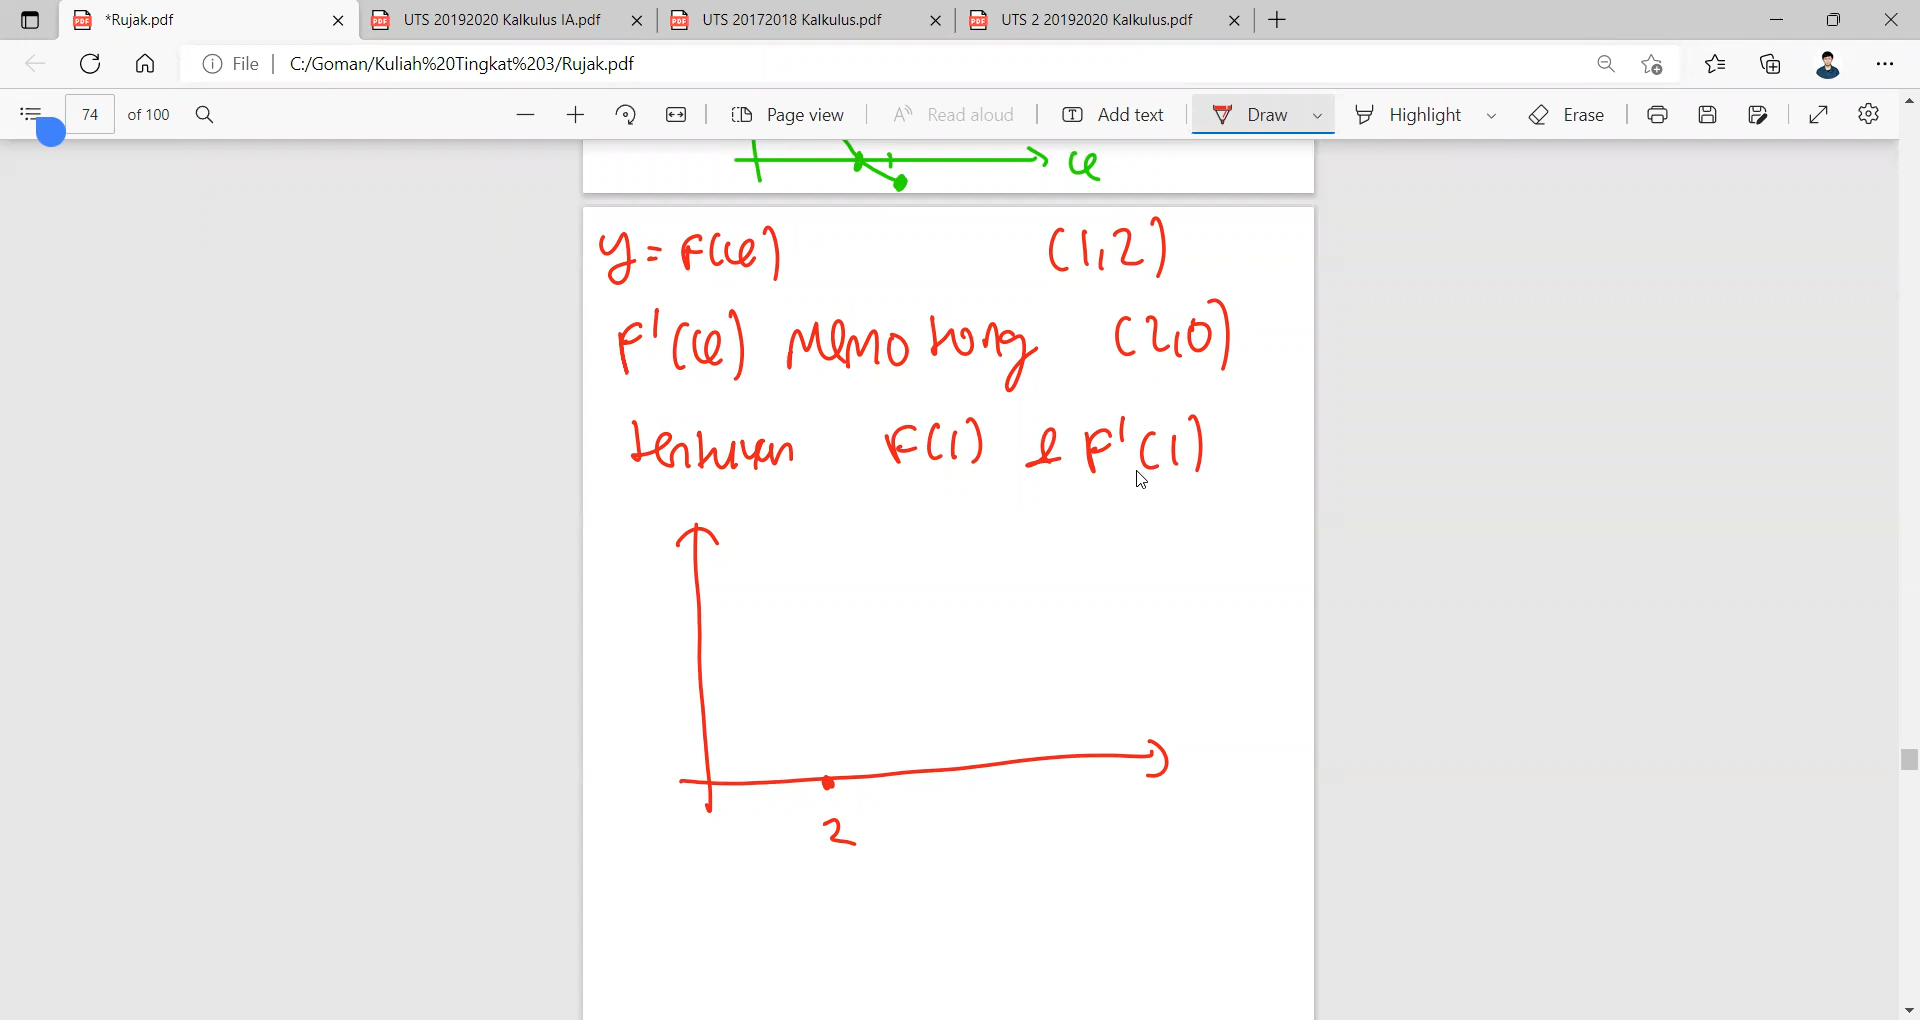 *Rujak.pdf
UTS 20192020 Kalkulus IA.pdf
UTS 20172018 Kalkulus.pdf
UTS 2 20192020 Kalkulus.pdf
File
C:/Goman/Kuliah%20Tingkat%203/Rujak.pdf
74 of 100
Page view
Read aloud
Add text
Draw
Highlight
Erase
x
y = F(x) (1,2)
F'(x) memotong (2,0)
tentukan F(1) & F'(1)
2